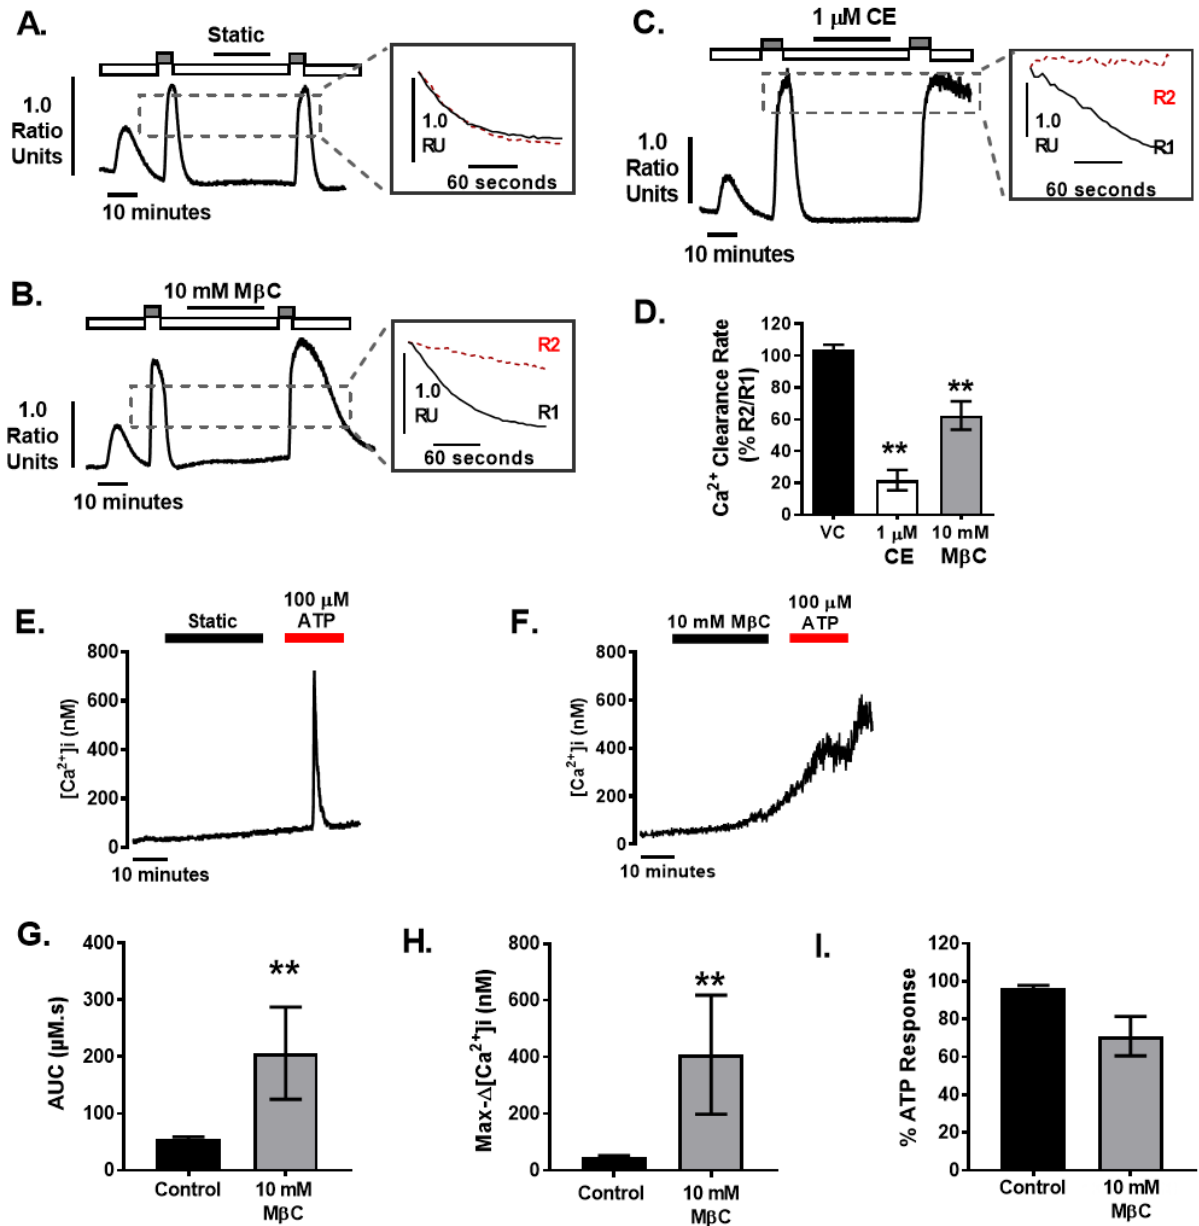 A.
Static
1.0
Ratio
Units
10 minutes
1.0
RU
60 seconds
B.
10 mM MβC
1.0
Ratio
Units
10 minutes
R2
1.0
RU
R1
60 seconds
C.
1 μM CE
1.0
Ratio
Units
10 minutes
R2
1.0
RU
R1
60 seconds
D.
Ca²⁺ Clearance Rate
(% R2/R1)
120
100
80
60
40
20
0
**
**
VC
1 μM
CE
10 mM
MβC
E.
Static
100 μM
ATP
[Ca²⁺]i (nM)
800
600
400
200
0
10 minutes
F.
10 mM MβC
100 μM
ATP
[Ca²⁺]i (nM)
800
600
400
200
0
10 minutes
G.
AUC (μM.s)
400
300
200
100
0
**
Control
10 mM
MβC
H.
Max-Δ[Ca²⁺]i (nM)
800
600
400
200
0
**
Control
10 mM
MβC
I.
% ATP Response
120
100
80
60
40
20
0
Control
10 mM
MβC